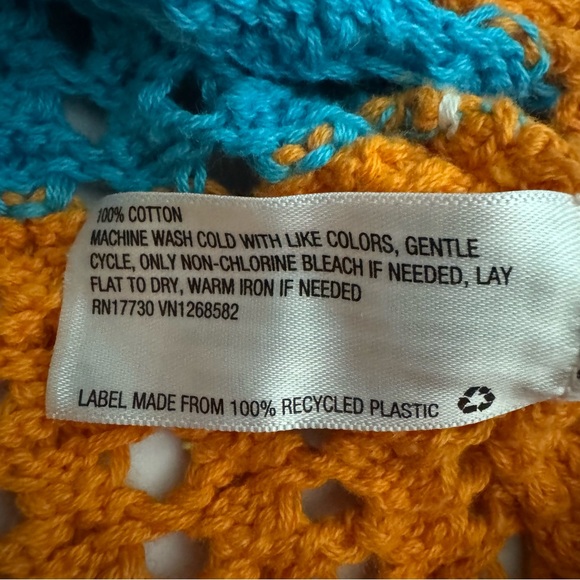 100% COTTON
MACHINE WASH COLD WITH LIKE COLORS, GENTLE
CYCLE, ONLY NON-CHLORINE BLEACH IF NEEDED, LAY
FLAT TO DRY, WARM IRON IF NEEDED
RN17730 VN1268582
LABEL MADE FROM 100% RECYCLED PLASTIC